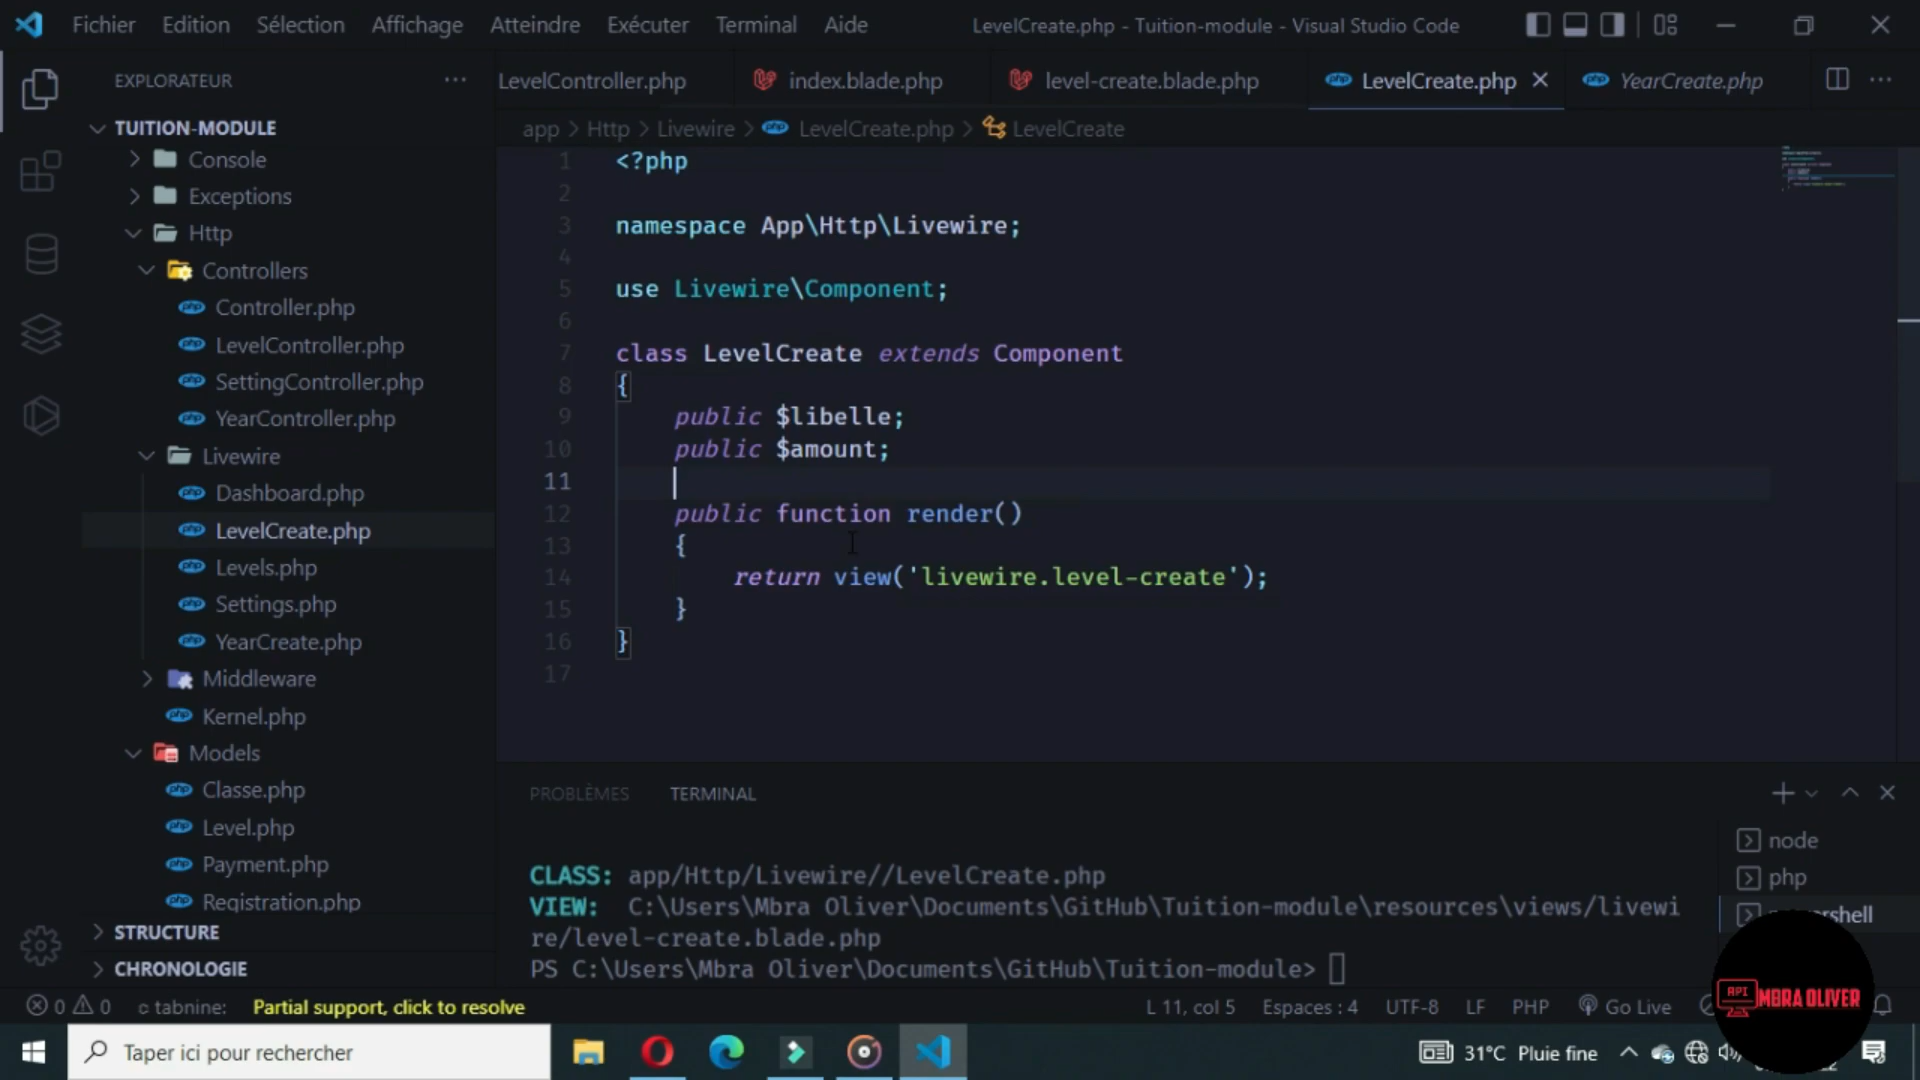 Fichier Edition Sélection Affichage Atteindre Exécuter Terminal Aide LevelCreate.php - Tuition-module - Visual Studio Code
EXPLORATEUR
LevelController.php index.blade.php level-create.blade.php LevelCreate.php YearCreate.php
TUITION-MODULE
app > Http > Livewire > LevelCreate.php > LevelCreate
Console
Exceptions
Http
Controllers
Controller.php
LevelController.php
SettingController.php
YearController.php
Livewire
Dashboard.php
LevelCreate.php
Levels.php
Settings.php
YearCreate.php
Middleware
Kernel.php
Models
Classe.php
Level.php
Payment.php
Registration.php
STRUCTURE
CHRONOLOGIE
1 <?php
2
3 namespace App\Http\Livewire;
4
5 use Livewire\Component;
6
7 class LevelCreate extends Component
8 {
9 public $libelle;
10 public $amount;
11
12 public function render()
13 {
14 return view('livewire.level-create');
15 }
16 }
17
PROBLÈMES TERMINAL
node
php
CLASS: app/Http/Livewire//LevelCreate.php
VIEW: C:\Users\Mbra Oliver\Documents\GitHub\Tuition-module\resources\views/livewi
re/level-create.blade.php
PS C:\Users\Mbra Oliver\Documents\GitHub\Tuition-module>
API MBRA OLIVER
0 0 tabnine: Partial support, click to resolve L 11, col 5 Espaces : 4 UTF-8 LF PHP Go Live
Taper ici pour rechercher 31°C Pluie fine